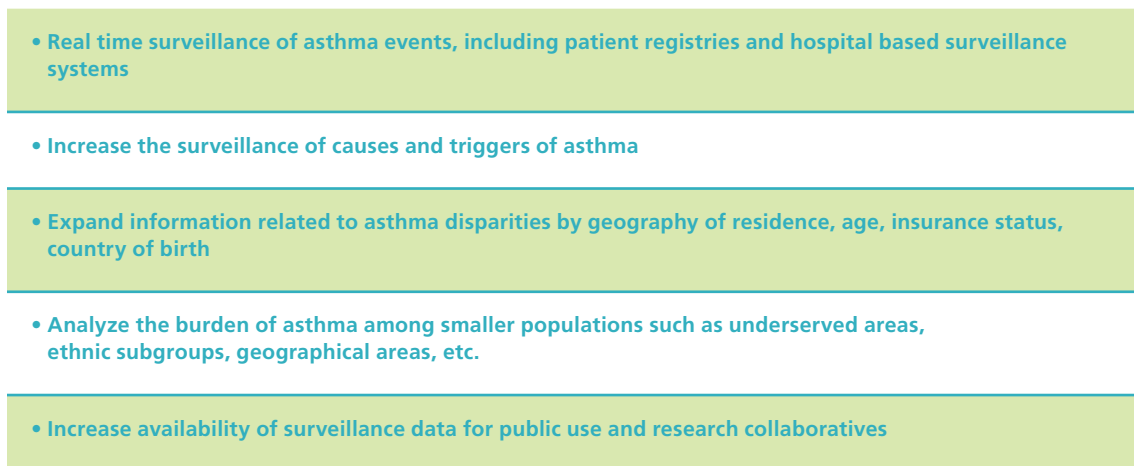 • Real time surveillance of asthma events, including patient registries and hospital based surveillance
systems
• Increase the surveillance of causes and triggers of asthma
• Expand information related to asthma disparities by geography of residence, age, insurance status,
country of birth
• Analyze the burden of asthma among smaller populations such as underserved areas,
ethnic subgroups, geographical areas, etc.
• Increase availability of surveillance data for public use and research collaboratives